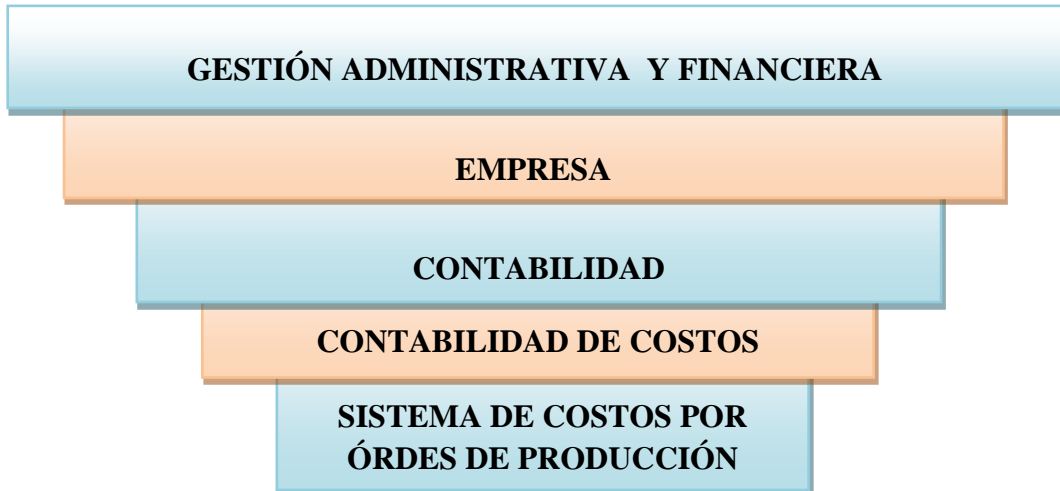 GESTIÓN ADMINISTRATIVA Y FINANCIERA
EMPRESA
CONTABILIDAD
CONTABILIDAD DE COSTOS
SISTEMA DE COSTOS POR
ÓRDES DE PRODUCCIÓN